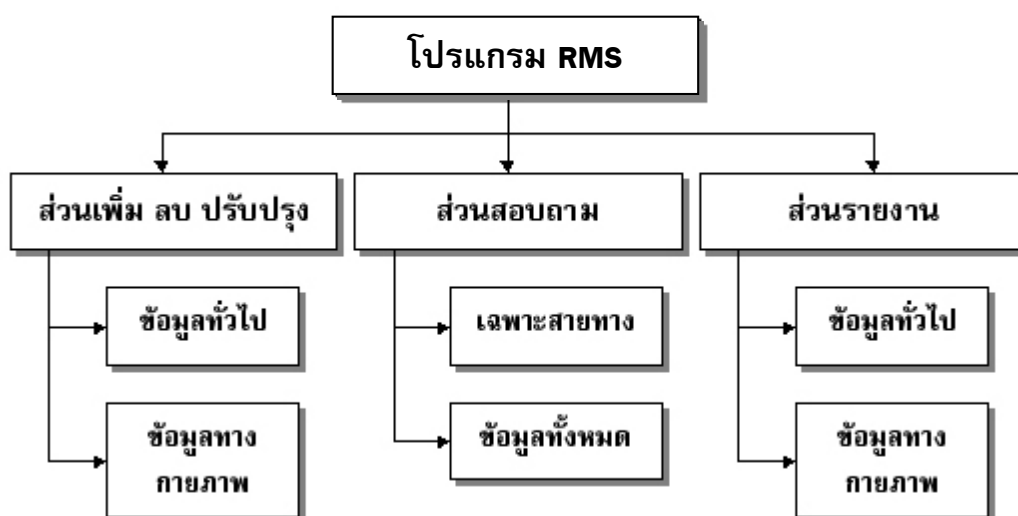 โปรแกรม RMS
ส่วนเพิ่ม ลบ ปรับปรุง
ส่วนสอบถาม
ส่วนรายงาน
ข้อมูลทั่วไป
เฉพาะสายทาง
ข้อมูลทั่วไป
ข้อมูลทาง
กายภาพ
ข้อมูลทั้งหมด
ข้อมูลทาง
กายภาพ